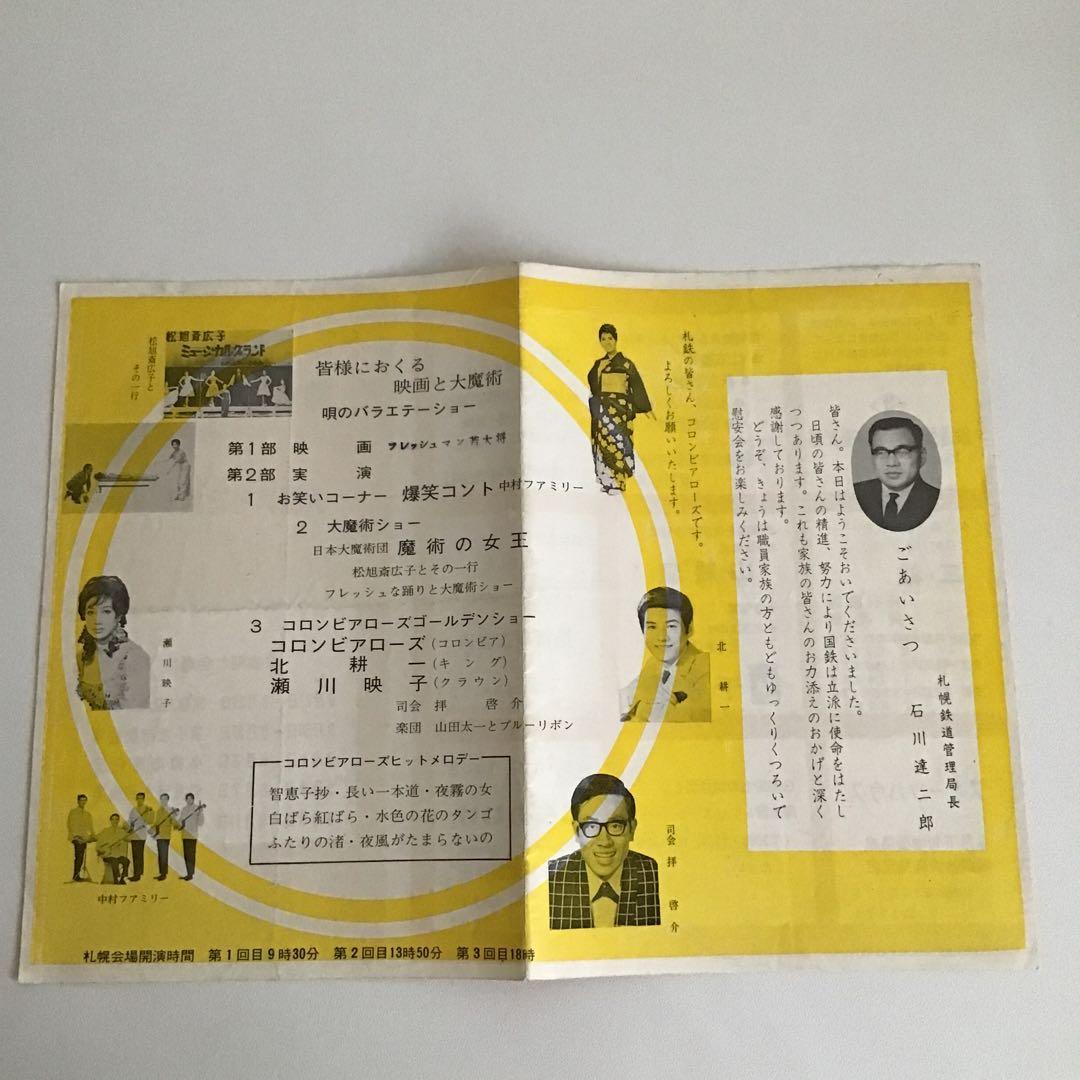 松旭斎広子と
その一行
松旭斎広子
ミュージカルグランド
皆様におくる
映画と大魔術
唄のバラエテーショー
第1部 映 画 フレッシュマン若大将
第2部 実 演
1 お笑いコーナー 爆笑コント 中村ファミリー
2 大魔術ショー
日本大魔術団 魔術の女王
松旭斎広子とその一行
フレッシュな踊りと大魔術ショー
3 コロンビアローズゴールデンショー
コロンビアローズ(コロンビア)
北 耕 一(キング)
瀬川映子(クラウン)
司会 拝 啓介
楽団 山田太一とブルーリボン
コロンビアローズヒットメロデー
智恵子抄・長い一本道・夜霧の女
白ばら紅ばら・水色の花のタンゴ
ふたりの渚・夜風がたまらないの
瀬川映子
中村ファミリー
札幌会場開演時間 第1回目9時30分 第2回目13時50分 第3回目18時
札鉄の皆さん、コロンビアローズです。
よろしくお願いいたします。
北 耕 一
司会 拝 啓介
ごあいさつ
札幌鉄道管理局長
石川達二郎
皆さん。本日はようこそおいでくださいました。
日頃の皆さんの精進、努力により国鉄は立派に使命をはたし
つつあります。これも家族の皆さんのお力添えのおかげと深く
感謝しております。
どうぞ、きょうは職員家族の方ともどもゆっくりくつろいで
慰安会をお楽しみください。